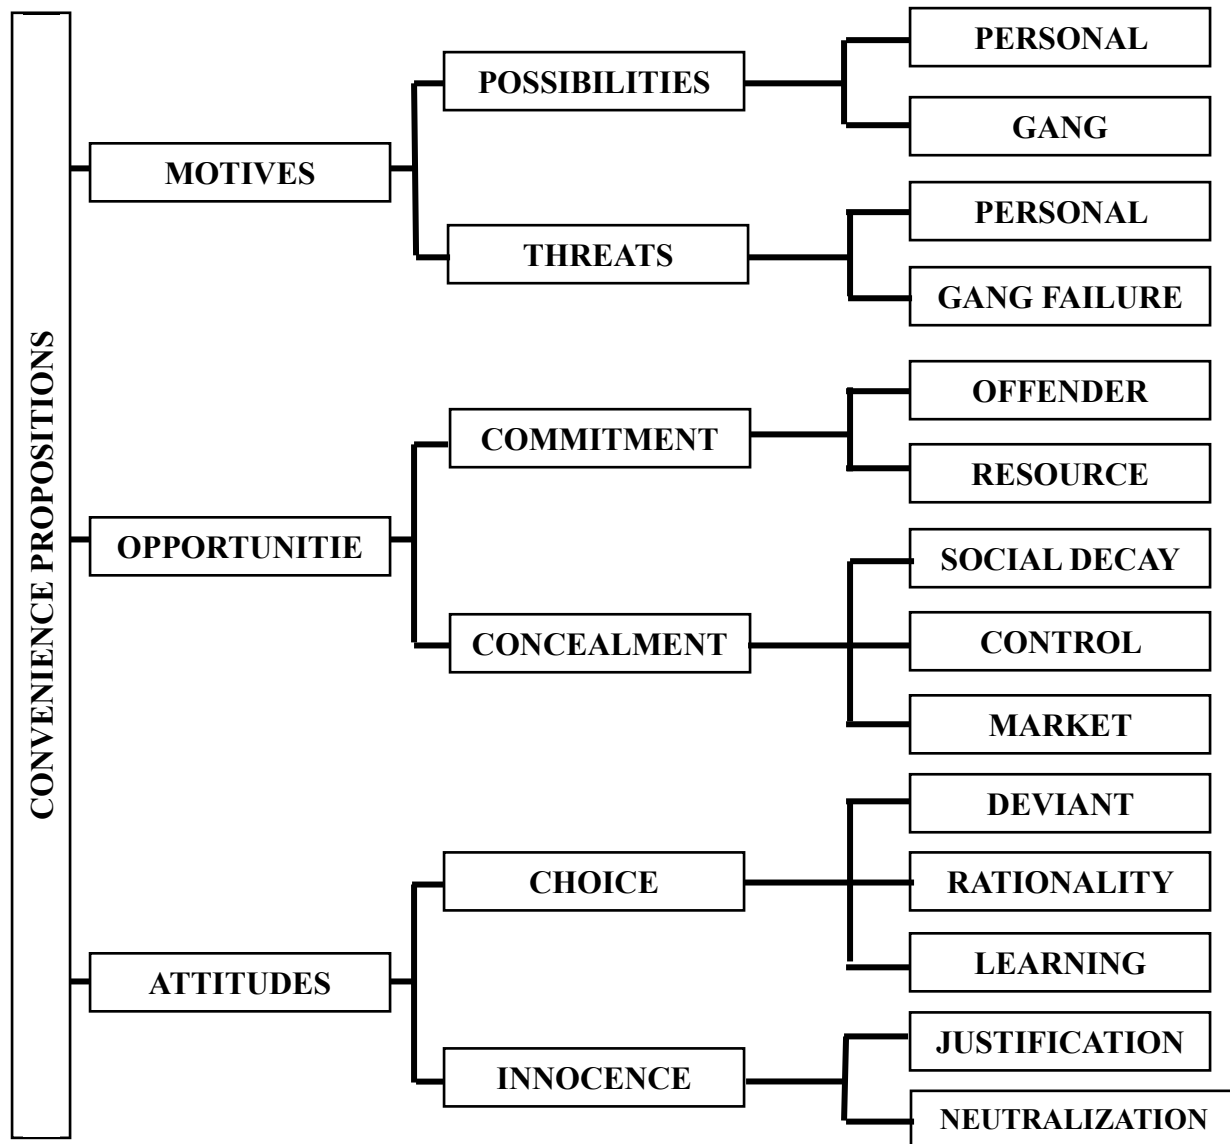 CONVENIENCE PROPOSITIONS
MOTIVES
POSSIBILITIES
PERSONAL
GANG
THREATS
PERSONAL
GANG FAILURE
OPPORTUNITIE
COMMITMENT
OFFENDER
RESOURCE
CONCEALMENT
SOCIAL DECAY
CONTROL
MARKET
ATTITUDES
CHOICE
DEVIANT
RATIONALITY
LEARNING
INNOCENCE
JUSTIFICATION
NEUTRALIZATION